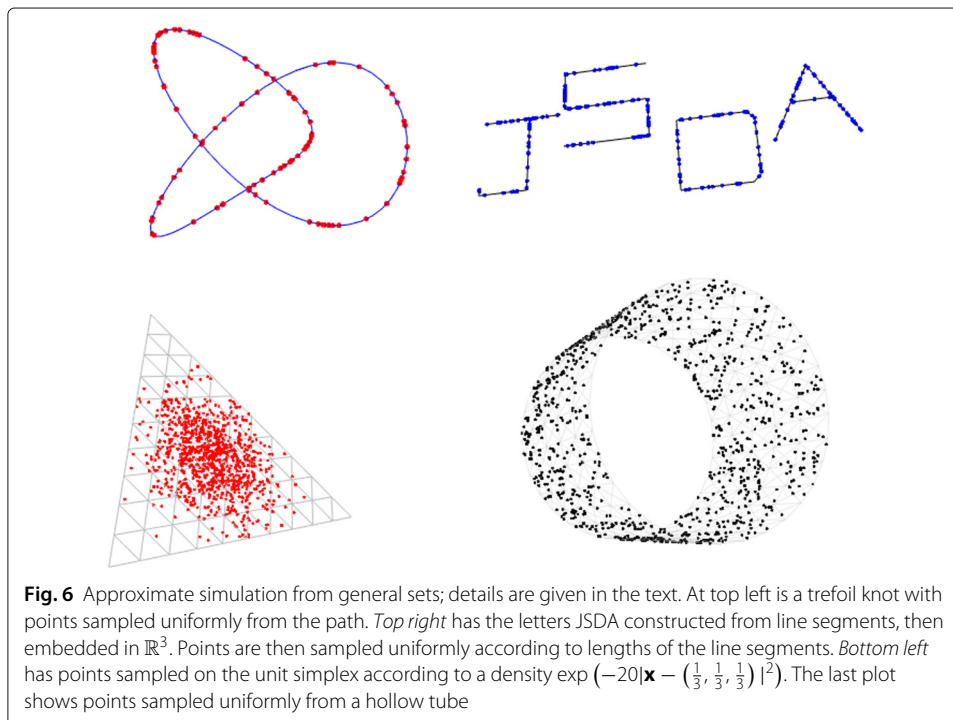 JSDA
Fig. 6 Approximate simulation from general sets; details are given in the text. At top left is a trefoil knot with
points sampled uniformly from the path. Top right has the letters JSDA constructed from line segments, then
embedded in ℝ³. Points are then sampled uniformly according to lengths of the line segments. Bottom left
has points sampled on the unit simplex according to a density exp (−20|x − (1/3, 1/3, 1/3) |²). The last plot
shows points sampled uniformly from a hollow tube